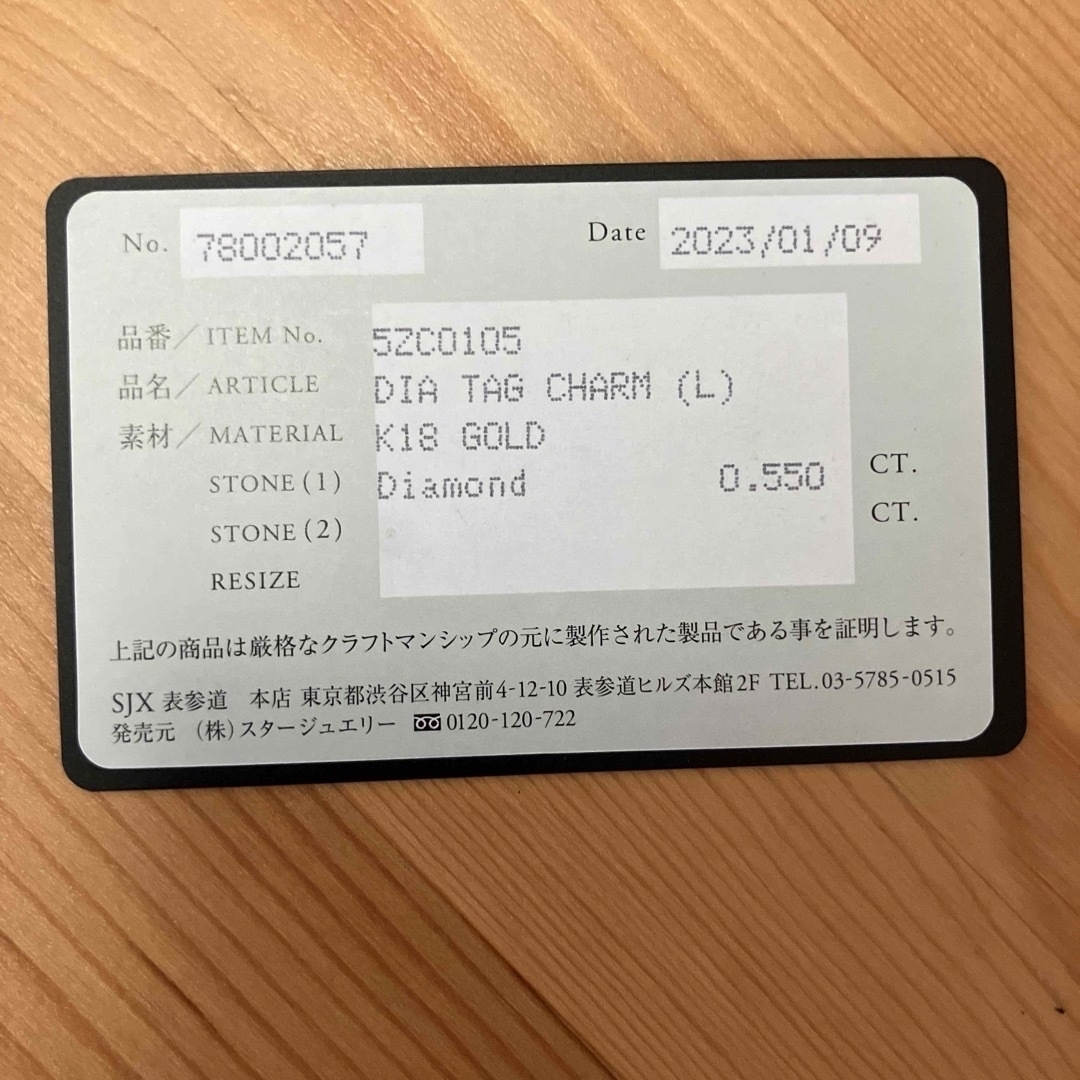 No. 78002057 Date 2023/01/09
品番／ITEM No. 5ZC0105
品名／ARTICLE DIA TAG CHARM (L)
素材／MATERIAL K18 GOLD
STONE (1) Diamond 0.550 CT.
STONE (2) CT.
RESIZE
上記の商品は厳格なクラフトマンシップの元に製作された製品である事を証明します。
SJX 表参道 本店 東京都渋谷区神宮前4-12-10 表参道ヒルズ本館2F TEL.03-5785-0515
発売元 （株）スタージュエリー 0120-120-722